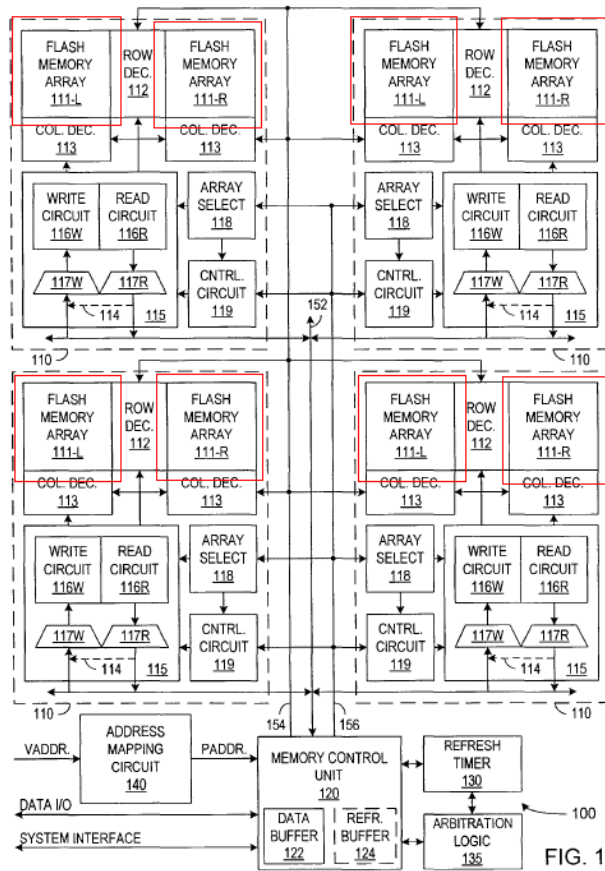 FLASH
MEMORY
ARRAY
111-L
ROW
DEC.
112
FLASH
MEMORY
ARRAY
111-R
COL. DEC.
113
COL. DEC.
113
WRITE
CIRCUIT
116W
READ
CIRCUIT
116R
ARRAY
SELECT
118
117W
117R
CNTRL.
CIRCUIT
119
114
115
110
FLASH
MEMORY
ARRAY
111-L
ROW
DEC.
112
FLASH
MEMORY
ARRAY
111-R
COL. DEC.
113
COL. DEC.
113
ARRAY
SELECT
118
WRITE
CIRCUIT
116W
READ
CIRCUIT
116R
CNTRL.
CIRCUIT
119
117W
117R
114
115
110
152
FLASH
MEMORY
ARRAY
111-L
ROW
DEC.
112
FLASH
MEMORY
ARRAY
111-R
COL. DEC.
113
COL. DEC.
113
WRITE
CIRCUIT
116W
READ
CIRCUIT
116R
ARRAY
SELECT
118
117W
117R
CNTRL.
CIRCUIT
119
114
115
110
FLASH
MEMORY
ARRAY
111-L
ROW
DEC.
112
FLASH
MEMORY
ARRAY
111-R
COL. DEC.
113
COL. DEC.
113
ARRAY
SELECT
118
WRITE
CIRCUIT
116W
READ
CIRCUIT
116R
CNTRL.
CIRCUIT
119
117W
117R
114
115
110
154
156
VADDR.
ADDRESS
MAPPING
CIRCUIT
140
PADDR.
DATA I/O
SYSTEM INTERFACE
MEMORY CONTROL
UNIT
120
DATA
BUFFER
122
REFR.
BUFFER
124
REFRESH
TIMER
130
ARBITRATION
LOGIC
135
100
FIG. 1